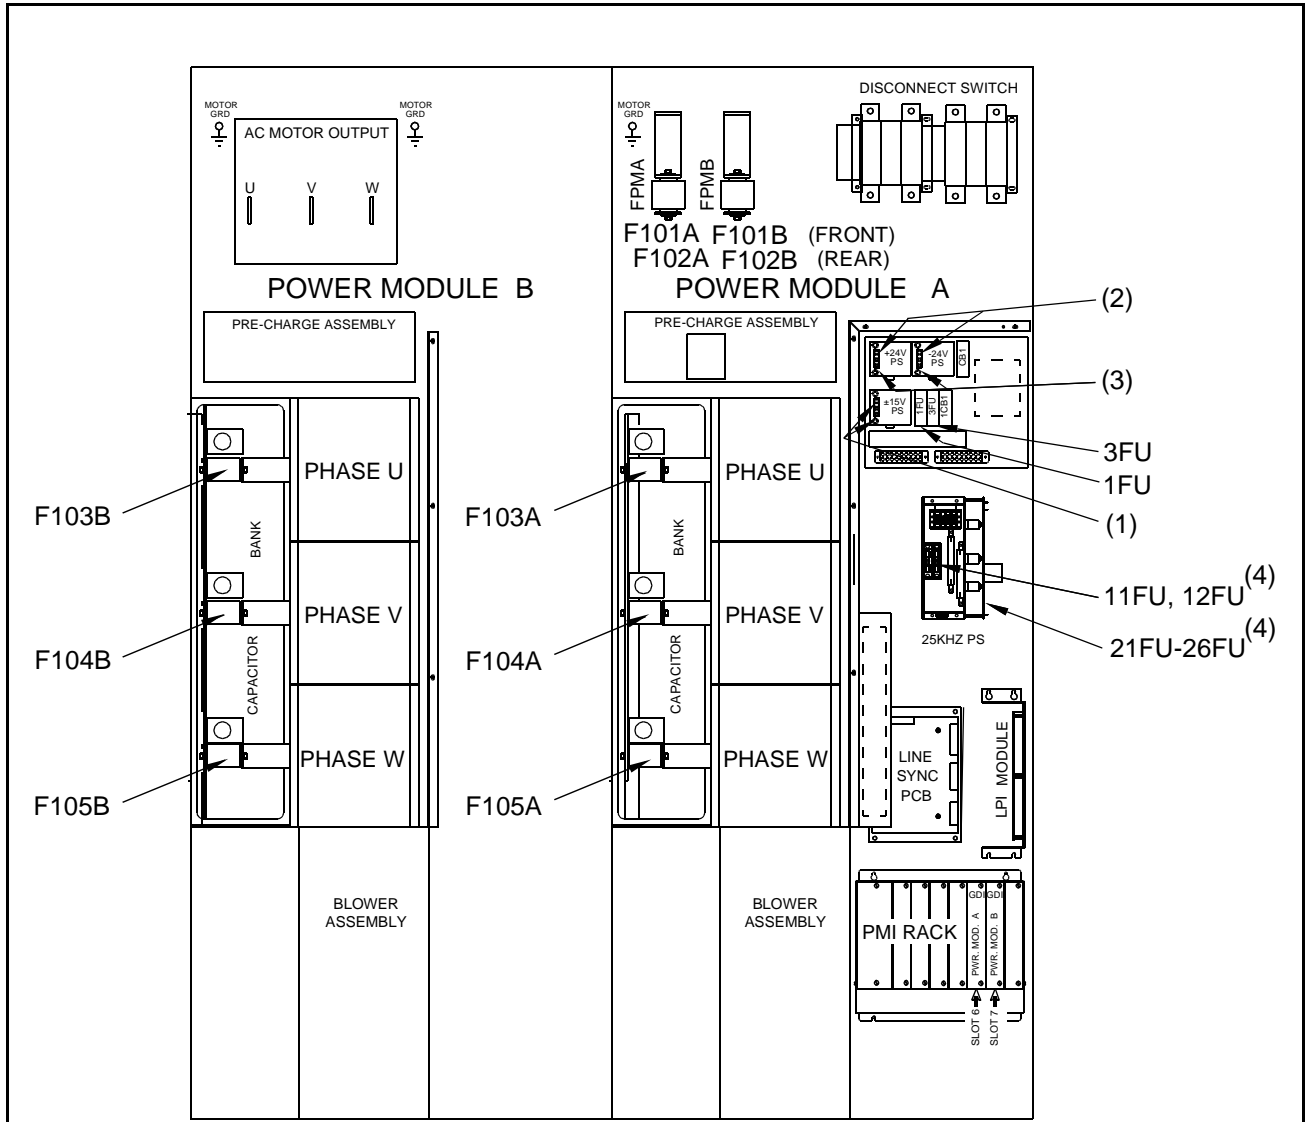 DISCONNECT SWITCH
MOTOR
GRD
MOTOR
GRD
AC MOTOR OUTPUT
U V W
MOTOR
GRD
FPMA
FPMB
F101A F101B (FRONT)
F102A F102B (REAR)
POWER MODULE B
POWER MODULE A
PRE-CHARGE ASSEMBLY
PRE-CHARGE ASSEMBLY
+24V
PS
-24V
PS
CB1
±15V
PS
1FU
3FU
1CB1
(2)
(3)
3FU
1FU
(1)
11FU, 12FU(4)
21FU-26FU(4)
25KHZ PS
F103B
F104B
F105B
CAPACITOR BANK
PHASE U
PHASE V
PHASE W
F103A
F104A
F105A
CAPACITOR BANK
PHASE U
PHASE V
PHASE W
LINE
SYNC
PCB
LPI MODULE
BLOWER
ASSEMBLY
BLOWER
ASSEMBLY
PMI RACK
GDI
GDI
PWR. MOD. A
PWR. MOD. B
SLOT 6
SLOT 7